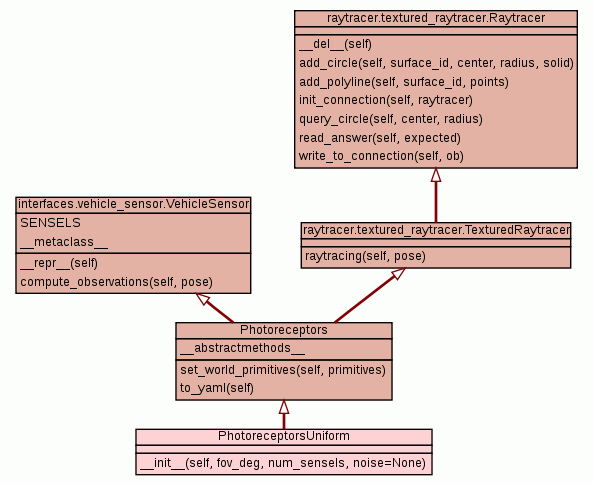 raytracer.textured_raytracer.Raytracer
__del__(self)
add_circle(self, surface_id, center, radius, solid)
add_polyline(self, surface_id, points)
init_connection(self, raytracer)
query_circle(self, center, radius)
read_answer(self, expected)
write_to_connection(self, ob)
interfaces.vehicle_sensor.VehicleSensor
SENSELS
__metaclass__
__repr__(self)
compute_observations(self, pose)
raytracer.textured_raytracer.TexturedRaytracer
raytracing(self, pose)
Photoreceptors
__abstractmethods__
set_world_primitives(self, primitives)
to_yaml(self)
PhotoreceptorsUniform
__init__(self, fov_deg, num_sensels, noise=None)